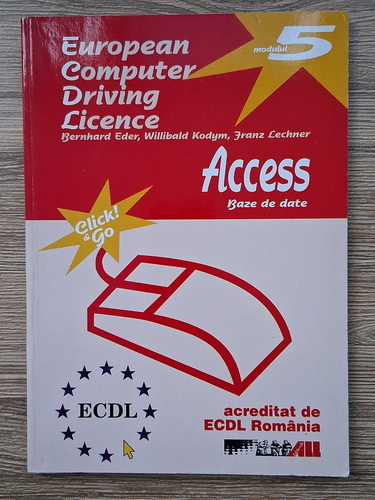 European
Computer
Driving
Licence
modulul 5
Bernhard Eder, Willibald Kodym, Franz Lechner
Access
Baze de date
Click!
& Go
ECDL
acreditat de
ECDL România
ALL